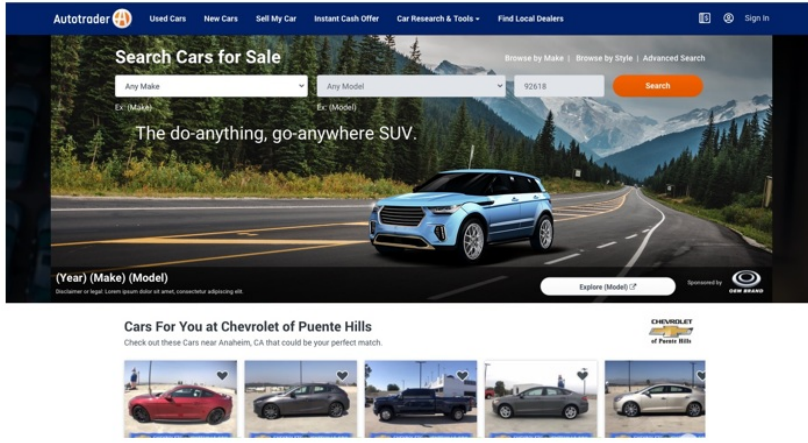 Autotrader
Used Cars New Cars Sell My Car Instant Cash Offer Car Research & Tools Find Local Dealers Sign In
Search Cars for Sale
Browse by Make | Browse by Style | Advanced Search
Any Make Any Model 92618 Search
Ex: (Make) Ex: (Model)
The do-anything, go-anywhere SUV.
(Year) (Make) (Model)
Disclaimer or legal: Lorem ipsum dolor sit amet, consectetur adipiscing elit.
Explore (Model)
Sponsored by
OEM BRAND
Cars For You at Chevrolet of Puente Hills
Check out these Cars near Anaheim, CA that could be your perfect match.
CHEVROLET
of Puente Hills